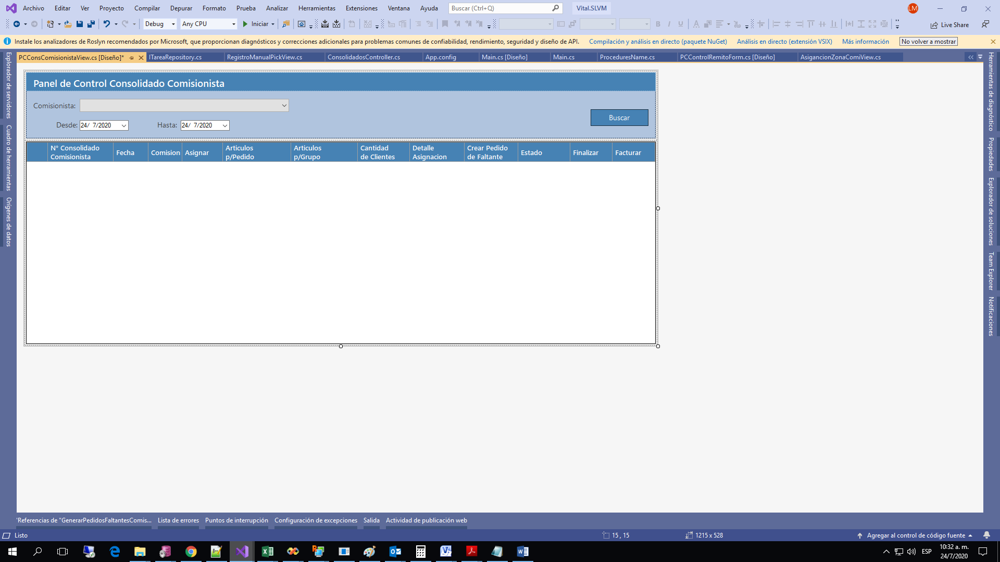 Archivo Editar Ver Proyecto Compilar Depurar Formato Prueba Analizar Herramientas Extensiones Ventana Ayuda Buscar (Ctrl+Q) Vital.SLVM LM
Debug Any CPU Iniciar Live Share
Instale los analizadores de Roslyn recomendados por Microsoft, que proporcionan diagnósticos y correcciones adicionales para problemas comunes de confiabilidad, rendimiento, seguridad y diseño de API. Compilación y análisis en directo (paquete NuGet) Análisis en directo (extensión VSIX) Más información No volver a mostrar
PCConsComisionistaView.cs [Diseño]* ITareaRepository.cs RegistroManualPickView.cs ConsolidadosController.cs App.config Main.cs [Diseño] Main.cs ProceduresName.cs PCControlRemitoForm.cs [Diseño] AsigancionZonaComiView.cs
Explorador de servidores
Cuadro de herramientas
Orígenes de datos
Panel de Control Consolidado Comisionista
Comisionista:
Desde: 24/ 7/2020 Hasta: 24/ 7/2020
Buscar
N° Consolidado Comisionista
Fecha
Comision
Asignar
Articulos p/Pedido
Articulos p/Grupo
Cantidad de Clientes
Detalle Asignacion
Crear Pedido de Faltante
Estado
Finalizar
Facturar
Herramientas de diagnóstico
Propiedades
Explorador de soluciones
Team Explorer
Notificaciones
'Referencias de "GenerarPedidosFaltantesComis... Lista de errores Puntos de interrupción Configuración de excepciones Salida Actividad de publicación web
Listo 15 , 15 1215 x 528 Agregar al control de código fuente
ESP 10:32 a. m.
24/7/2020